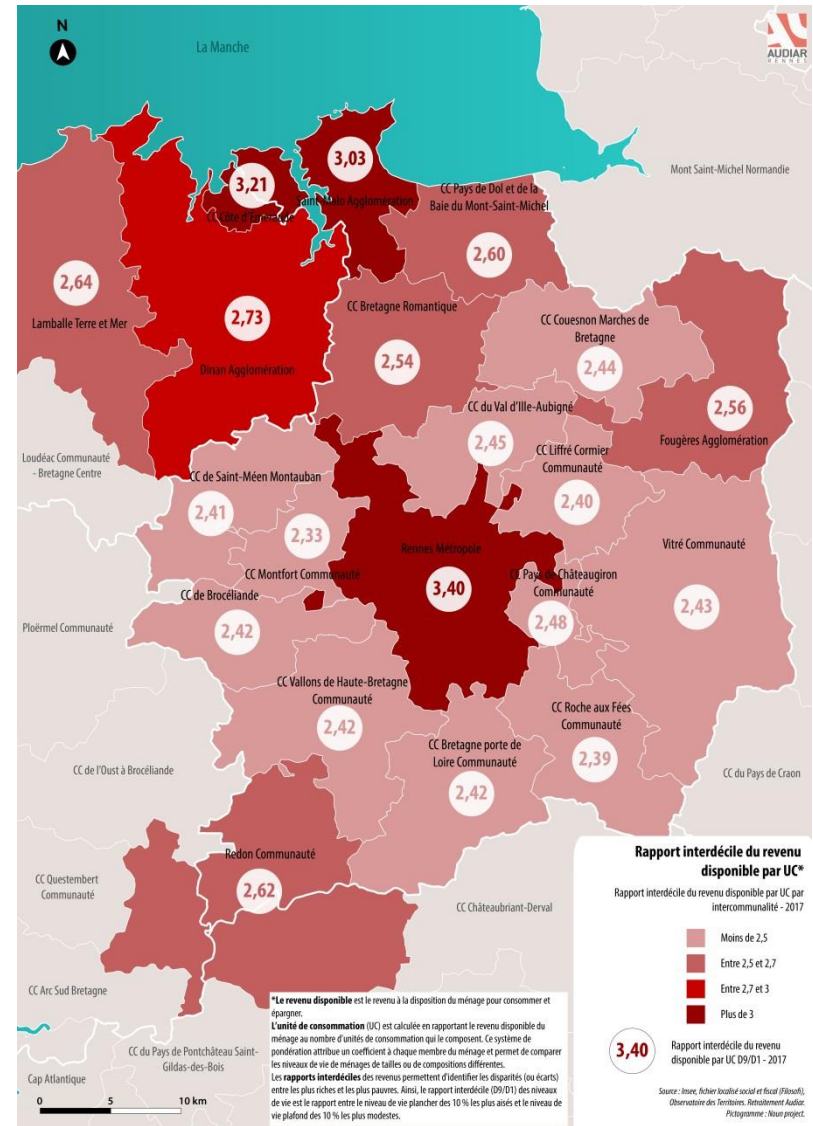 N
La Manche
AUDIAR
RENNES
Mont Saint-Michel Normandie
3,03
3,21
Saint-Malo Agglomération
CC Côte d'Emeraude
CC Pays de Dol et de la
Baie du Mont-Saint-Michel
2,60
2,64
Lamballe Terre et Mer
2,73
Dinan Agglomération
CC Bretagne Romantique
2,54
CC Couesnon Marches de
Bretagne
2,44
2,56
Fougères Agglomération
CC du Val d'Ille-Aubigné
2,45
CC Liffré Cormier
Communauté
2,40
Loudéac Communauté
- Bretagne Centre
CC de Saint-Méen Montauban
2,41
2,33
CC Montfort Communauté
Rennes Métropole
3,40
CC Pays de Châteaugiron
Communauté
2,48
Vitré Communauté
2,43
Ploërmel Communauté
CC de Brocéliande
2,42
CC Vallons de Haute-Bretagne
Communauté
2,42
CC Bretagne porte de
Loire Communauté
2,42
CC Roche aux Fées
Communauté
2,39
CC de l'Oust à Brocéliande
CC du Pays de Craon
Redon Communauté
2,62
CC Questembert
Communauté
CC Châteaubriant-Derval
CC Arc Sud Bretagne
CC du Pays de Pontchâteau Saint-
Gildas-des-Bois
Cap Atlantique
0 5 10 km
*Le revenu disponible est le revenu à la disposition du ménage pour consommer et
épargner.
L'unité de consommation (UC) est calculée en rapportant le revenu disponible du
ménage au nombre d'unités de consommation qui le composent. Ce système de
pondération attribue un coefficient à chaque membre du ménage et permet de comparer
les niveaux de vie de ménages de tailles ou de compositions différentes.
Les rapports interdéciles des revenus permettent d'identifier les disparités (ou écarts)
entre les plus riches et les plus pauvres. Ainsi, le rapport interdécile (D9/D1) des niveaux
de vie est le rapport entre le niveau de vie plancher des 10 % les plus aisés et le niveau de
vie plafond des 10 % les plus modestes.
Rapport interdécile du revenu
disponible par UC*
Rapport interdécile du revenu disponible par UC par
intercommunalité - 2017
Moins de 2,5
Entre 2,5 et 2,7
Entre 2,7 et 3
Plus de 3
3,40
Rapport interdécile du revenu
disponible par UC D9/D1 - 2017
Source : Insee, fichier localisé social et fiscal (Filosofi),
Observatoire des Territoires. Retraitement Audiar.
Pictogramme : Noun project.